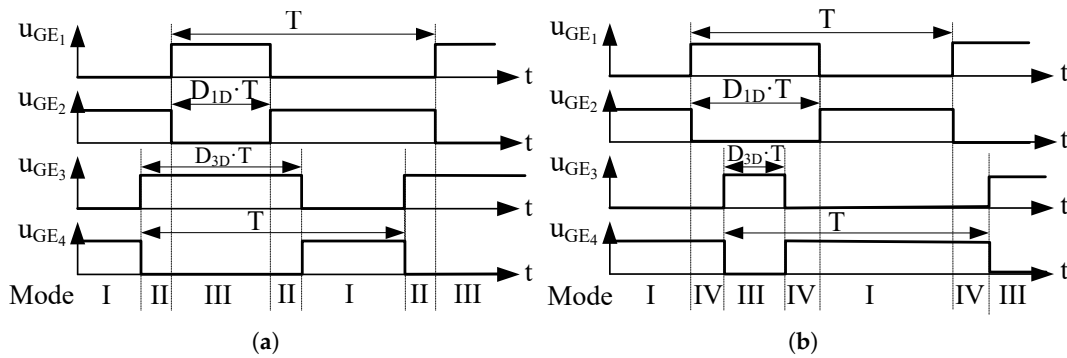 u_GE1 T t
u_GE2 D_1D·T t
u_GE3 D_3D·T t
u_GE4 T t
Mode I II III II I II III
(a)
u_GE1 T t
u_GE2 D_1D·T t
u_GE3 D_3D·T t
u_GE4 T t
Mode I IV III IV I IV III
(b)